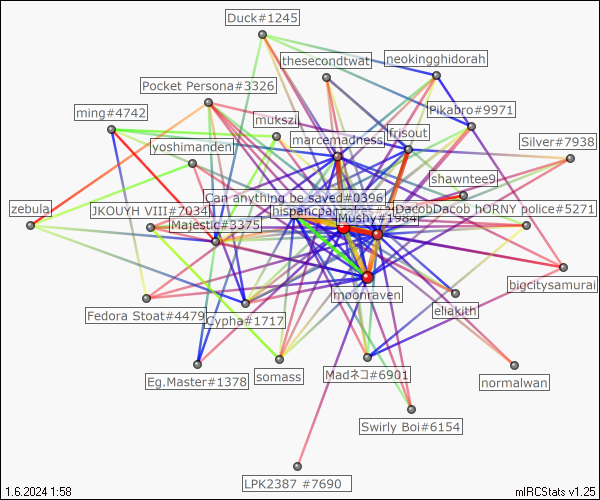 Duck#1245
thesecondtwat
neokingghidorah
Pocket Persona#3326
ming#4742
mukszi
Pikabro#9971
frisout
marcemadness
yoshimanden
Silver#7938
shawntee9
Can anything be saved#0396
zebula
JKOUYH VIII#7034
hispancpa
Mushy#1984
DacobDacob hORNY police#5271
Majestic#3375
bigcitysamurai
moonraven
eliakith
Fedora Stoat#4479
Cypha#1717
Eg.Master#1378
somass
Madネコ#6901
normalwan
Swirly Boi#6154
LPK2387 #7690
1.6.2024 1:58
mIRCStats v1.25